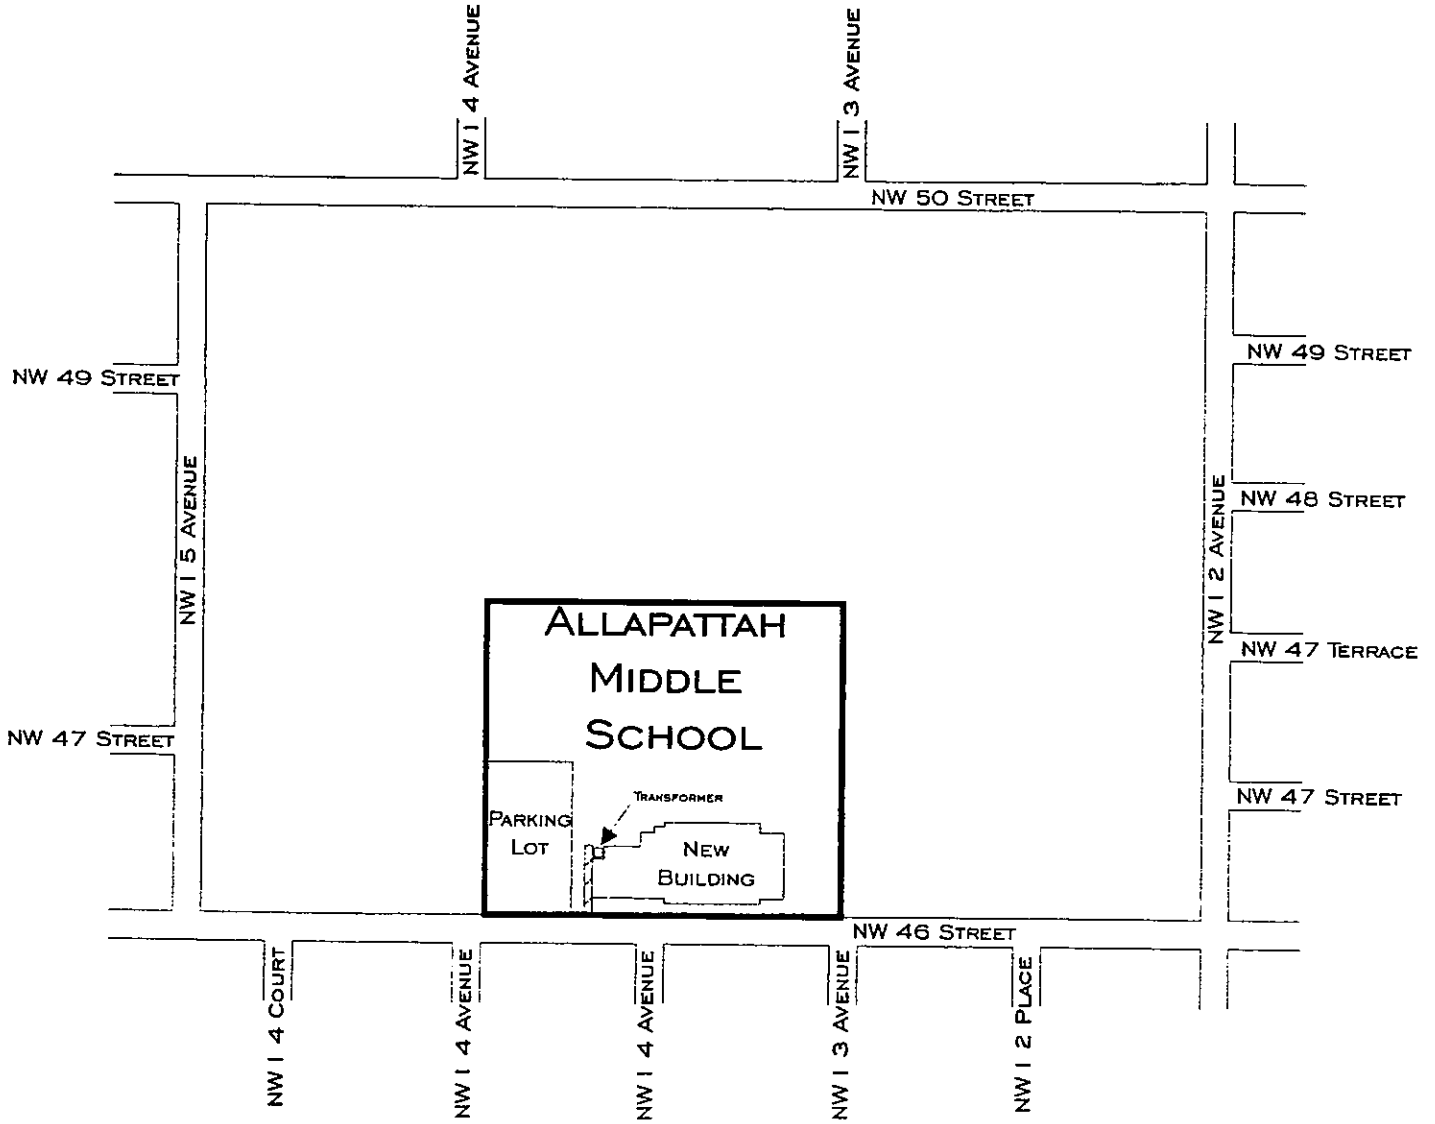 NW 14 AVENUE
NW 13 AVENUE
NW 50 STREET
NW 49 STREET
NW 49 STREET
NW 15 AVENUE
NW 12 AVENUE
NW 48 STREET
ALLAPATTAH
MIDDLE
SCHOOL
NW 47 TERRACE
NW 47 STREET
TRANSFORMER
NW 47 STREET
PARKING
LOT
NEW
BUILDING
NW 46 STREET
NW 14 COURT
NW 14 AVENUE
NW 14 AVENUE
NW 13 AVENUE
NW 12 PLACE